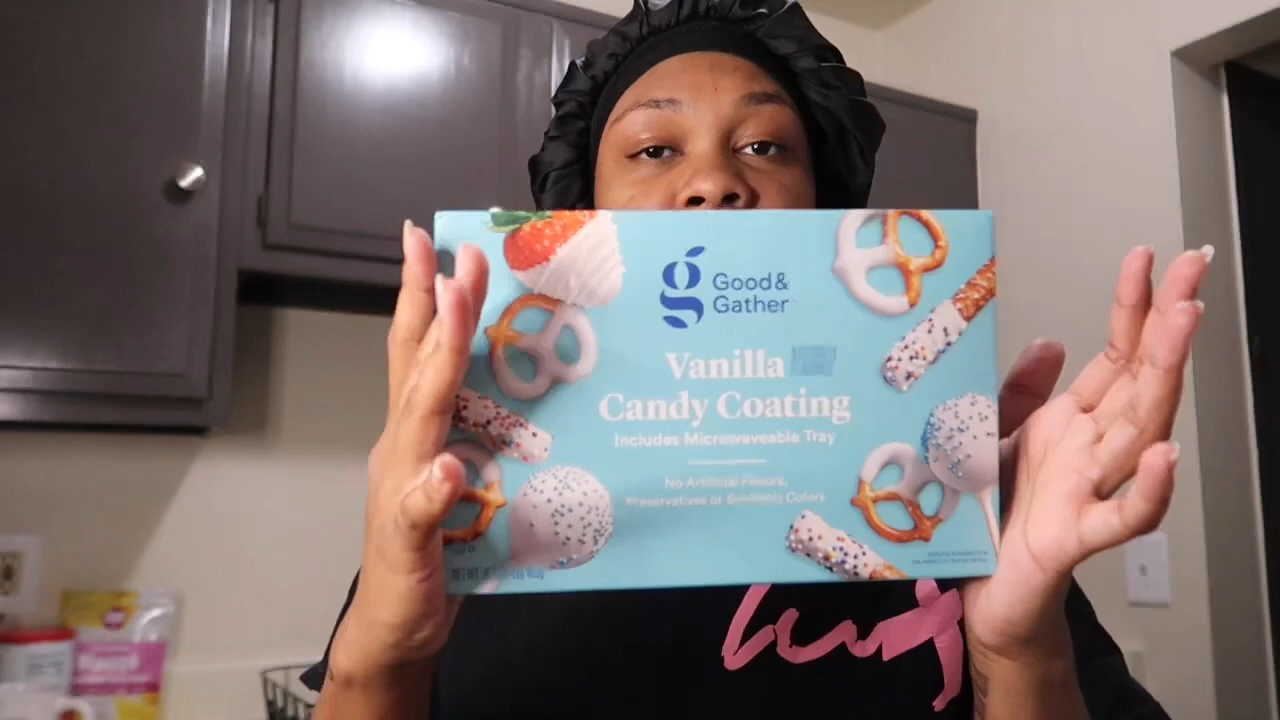 g Good&
Gather
Vanilla
Candy Coating
Includes Microwaveable Tray
No Artificial Flavors,
Preservatives or Synthetic Colors